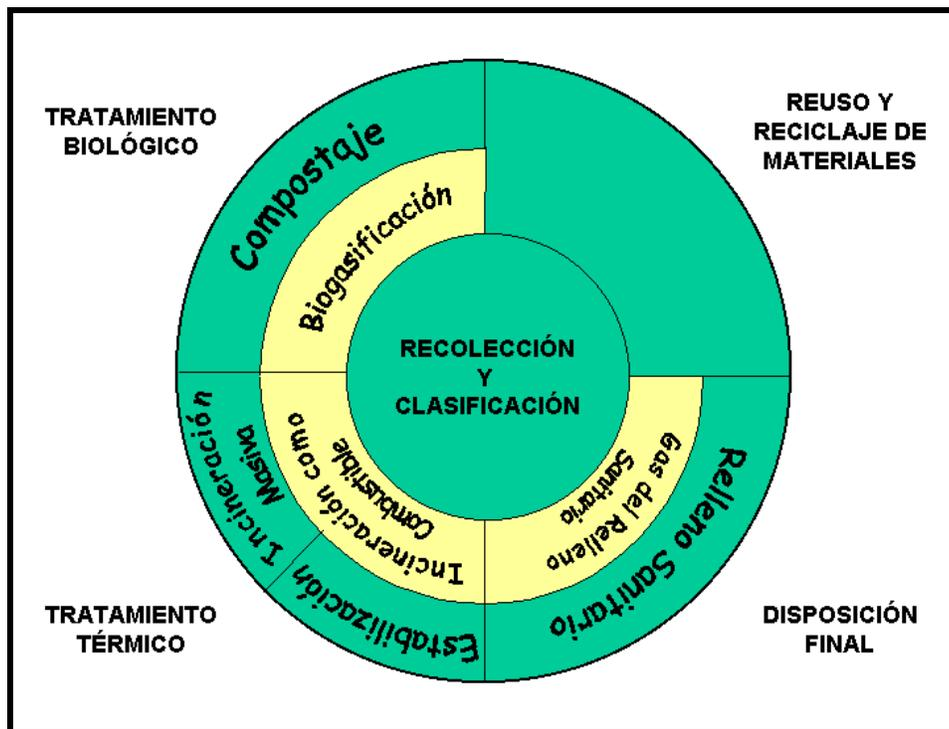 TRATAMIENTO
BIOLÓGICO
REUSO Y
RECICLAJE DE
MATERIALES
Compostaje
Biogasificación
RECOLECCIÓN
Y
CLASIFICACIÓN
Incineración
Masiva
Incineración como
Combustible
Estabilización
Gas del Relleno
Sanitario
Relleno Sanitario
TRATAMIENTO
TÉRMICO
DISPOSICIÓN
FINAL